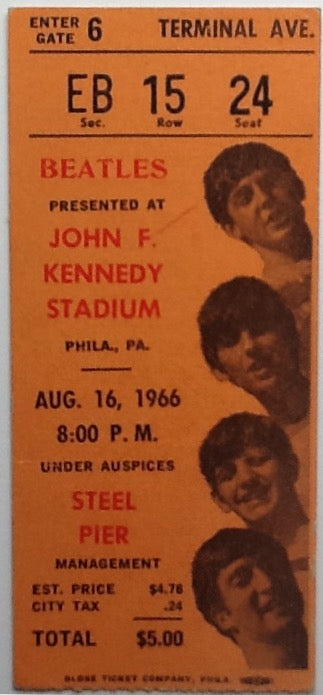 ENTER
GATE 6 TERMINAL AVE.
EB 15 24
Sec. Row Seat
BEATLES
PRESENTED AT
JOHN F.
KENNEDY
STADIUM
PHILA., PA.
AUG. 16, 1966
8:00 P. M.
UNDER AUSPICES
STEEL
PIER
MANAGEMENT
EST. PRICE $4.76
CITY TAX .24
TOTAL $5.00
GLOBE TICKET COMPANY, PHILA.